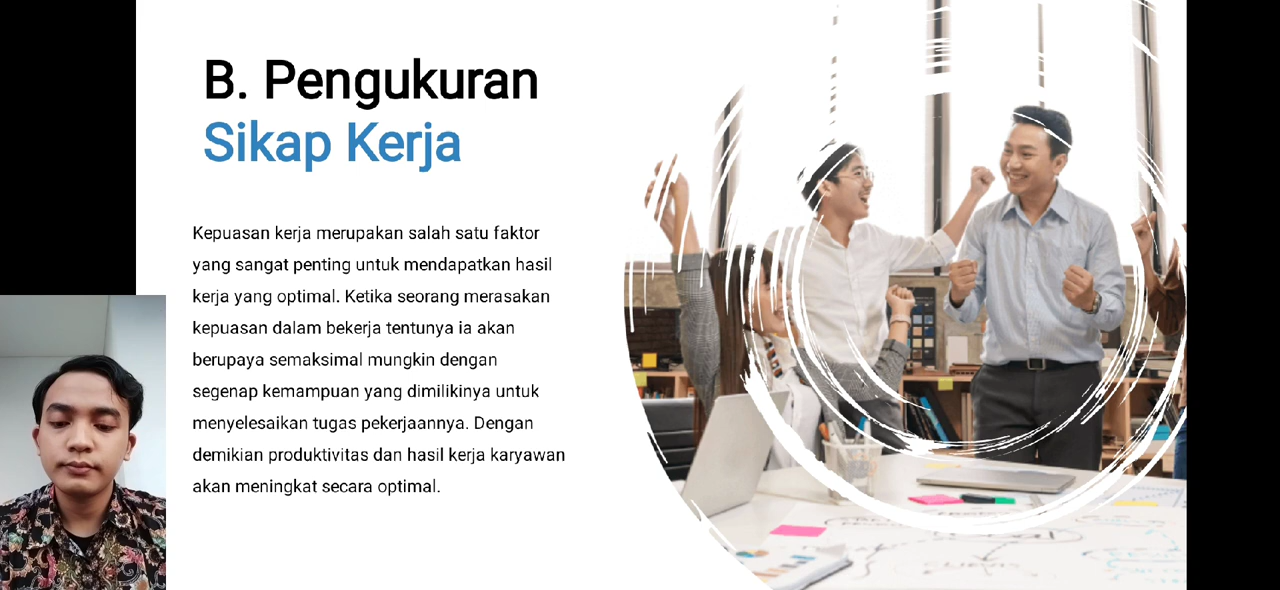 B. Pengukuran
Sikap Kerja
Kepuasan kerja merupakan salah satu faktor
yang sangat penting untuk mendapatkan hasil
kerja yang optimal. Ketika seorang merasakan
kepuasan dalam bekerja tentunya ia akan
berupaya semaksimal mungkin dengan
segenap kemampuan yang dimilikinya untuk
menyelesaikan tugas pekerjaannya. Dengan
demikian produktivitas dan hasil kerja karyawan
akan meningkat secara optimal.